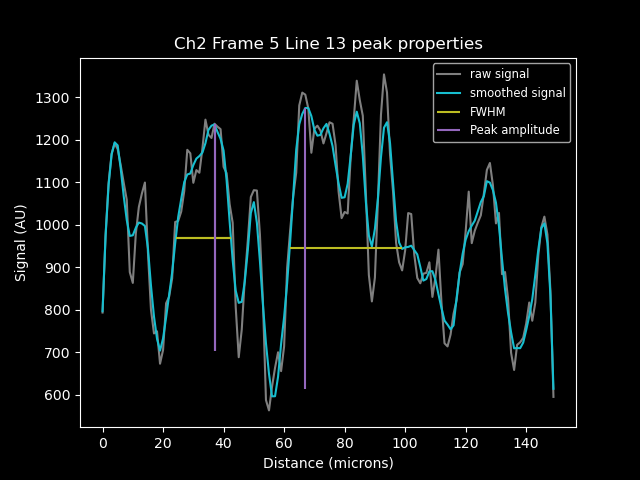 Ch2 Frame 5 Line 13 peak properties
raw signal
smoothed signal
FWHM
Peak amplitude
Signal (AU)
1300
1200
1100
1000
900
800
700
600
0 20 40 60 80 100 120 140
Distance (microns)